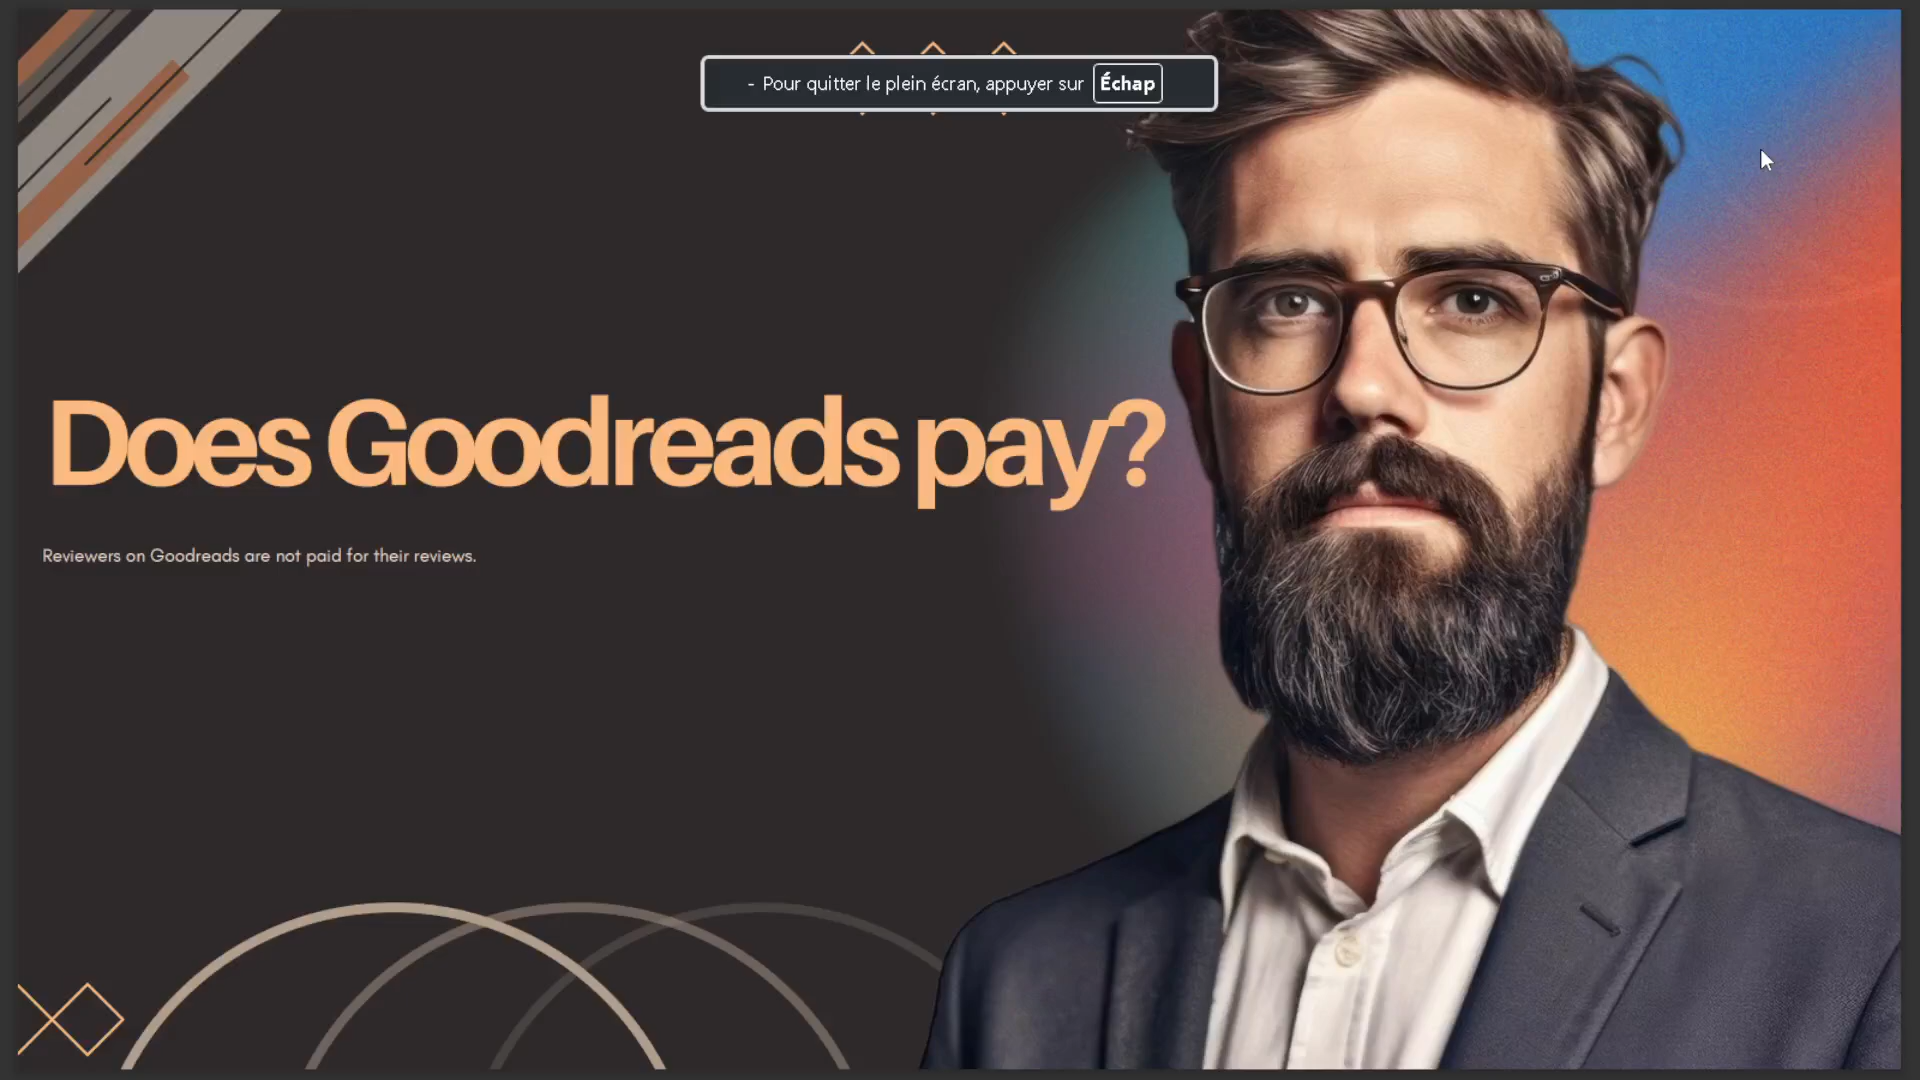 - Pour quitter le plein écran, appuyer sur Échap
Does Goodreads pay?
Reviewers on Goodreads are not paid for their reviews.